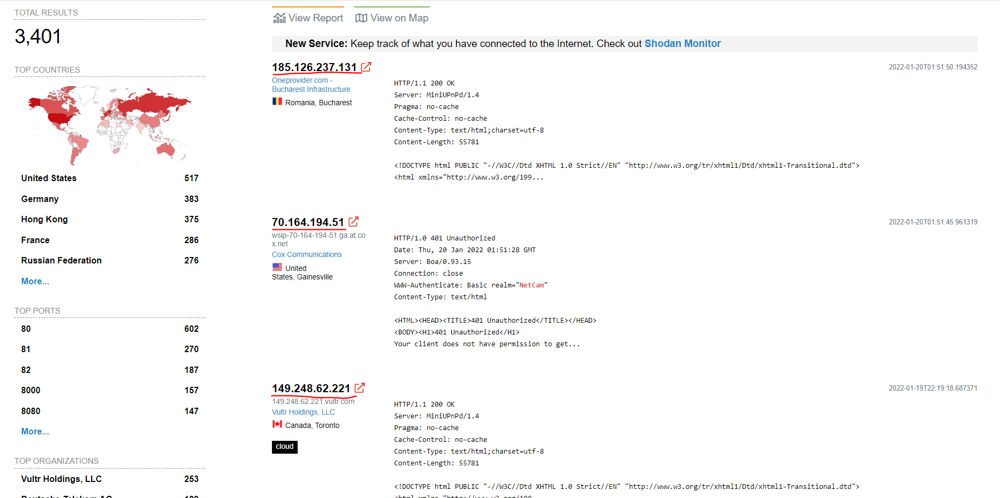 TOTAL RESULTS
3,401
TOP COUNTRIES
United States 517
Germany 383
Hong Kong 375
France 286
Russian Federation 276
More...
TOP PORTS
80 602
81 270
82 187
8000 157
8080 147
More...
TOP ORGANIZATIONS
Vultr Holdings, LLC 253
View Report View on Map
New Service: Keep track of what you have connected to the Internet. Check out Shodan Monitor
185.126.237.131
2022-01-20T01:51:50.194352
Oneprovider.com -
Bucharest Infrastructure
Romania, Bucharest
HTTP/1.1 200 OK
Server: MiniUPnPd/1.4
Pragma: no-cache
Cache-Control: no-cache
Content-Type: text/html;charset=utf-8
Content-Length: 55781
<!DOCTYPE html PUBLIC "-//W3C//Dtd XHTML 1.0 Strict//EN" "http://www.w3.org/tr/xhtml1/Dtd/xhtml1-Transitional.dtd">
<html xmlns="http://www.w3.org/199...
70.164.194.51
2022-01-20T01:51:45.961319
wsip-70-164-194-51.ga.at.co
x.net
Cox Communications
United
States, Gainesville
HTTP/1.0 401 Unauthorized
Date: Thu, 20 Jan 2022 01:51:28 GMT
Server: Boa/0.93.15
Connection: close
WWW-Authenticate: Basic realm="NetCam"
Content-Type: text/html
<HTML><HEAD><TITLE>401 Unauthorized</TITLE></HEAD>
<BODY><H1>401 Unauthorized</H1>
Your client does not have permission to get...
149.248.62.221
2022-01-19T22:19:18.687371
149.248.62.221.vultr.com
Vultr Holdings, LLC
Canada, Toronto
cloud
HTTP/1.1 200 OK
Server: MiniUPnPd/1.4
Pragma: no-cache
Cache-Control: no-cache
Content-Type: text/html;charset=utf-8
Content-Length: 55781
<!DOCTYPE html PUBLIC "-//W3C//Dtd XHTML 1.0 Strict//EN" "http://www.w3.org/tr/xhtml1/Dtd/xhtml1-Transitional.dtd">